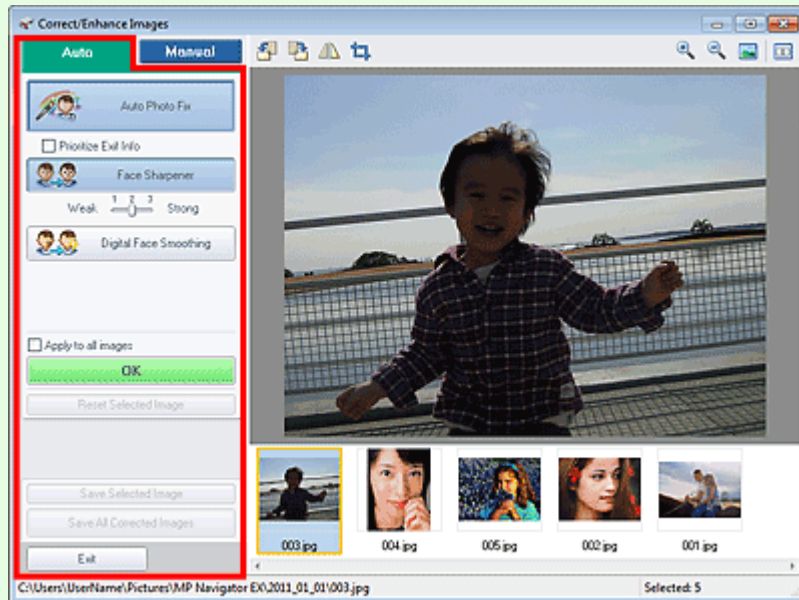 Correct/Enhance Images
Auto
Manual
Auto Photo Fix
Prioritize Exif Info
Face Sharpener
1 2 3
Weak Strong
Digital Face Smoothing
Apply to all images
OK
Reset Selected Image
Save Selected Image
Save All Corrected Images
Exit
003.jpg 004.jpg 005.jpg 002.jpg 001.jpg
C:\Users\UserName\Pictures\MP Navigator EX\2011_01_01\003.jpg
Selected: 5